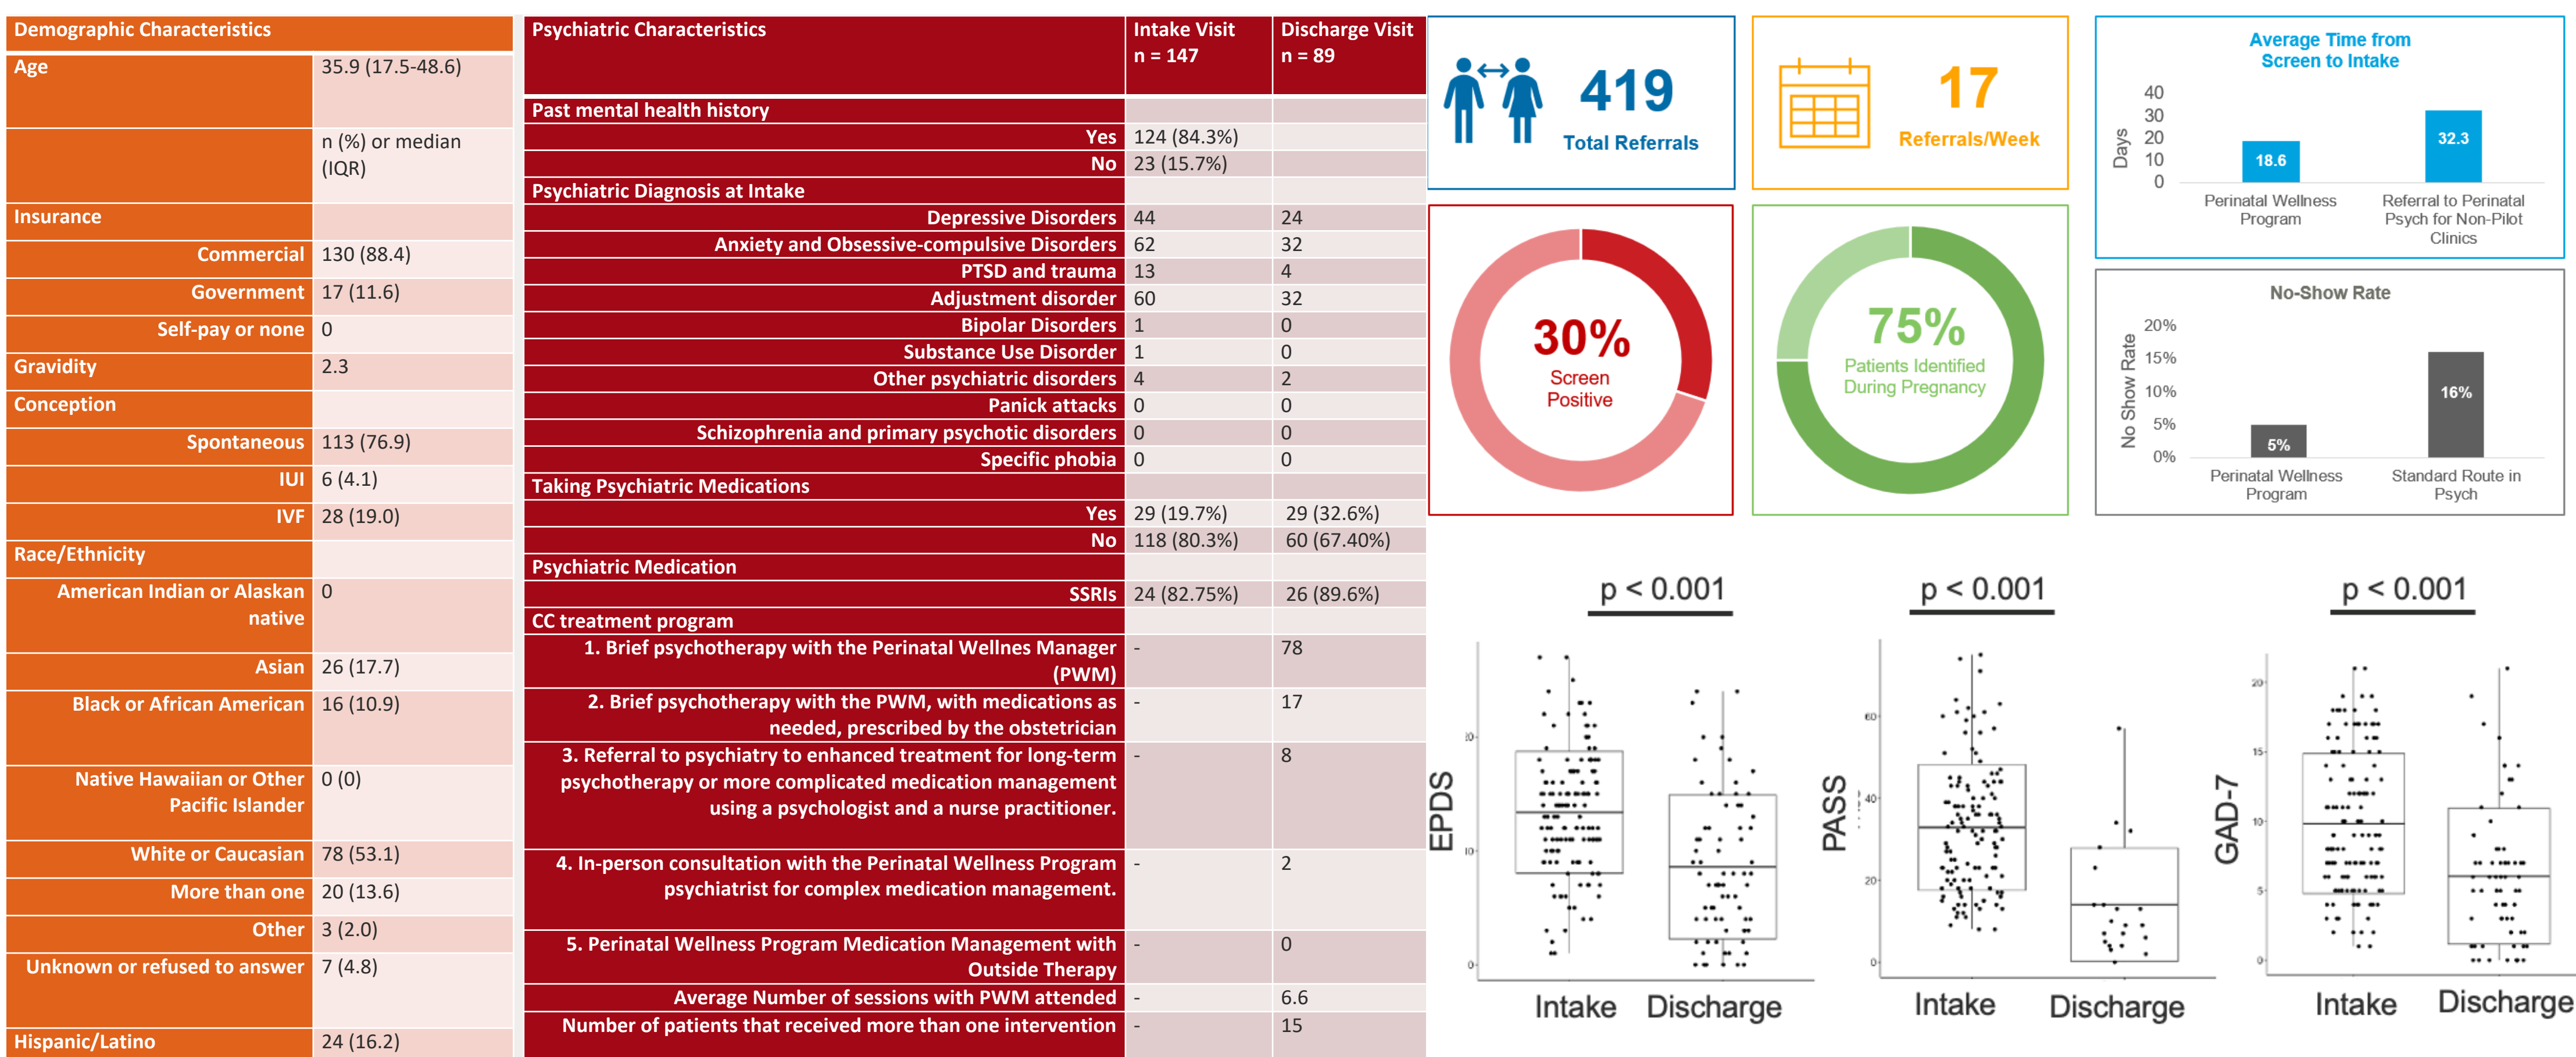 Demographic Characteristics
Age 35.9 (17.5-48.6)
n (%) or median
(IQR)
Insurance
Commercial 130 (88.4)
Government 17 (11.6)
Self-pay or none 0
Gravidity 2.3
Conception
Spontaneous 113 (76.9)
IUI 6 (4.1)
IVF 28 (19.0)
Race/Ethnicity
American Indian or Alaskan 0
native
Asian 26 (17.7)
Black or African American 16 (10.9)
Native Hawaiian or Other 0 (0)
Pacific Islander
White or Caucasian 78 (53.1)
More than one 20 (13.6)
Other 3 (2.0)
Unknown or refused to answer 7 (4.8)
Hispanic/Latino 24 (16.2)
Psychiatric Characteristics Intake Visit Discharge Visit
n = 147 n = 89
Past mental health history
Yes 124 (84.3%)
No 23 (15.7%)
Psychiatric Diagnosis at Intake
Depressive Disorders 44 24
Anxiety and Obsessive-compulsive Disorders 62 32
PTSD and trauma 13 4
Adjustment disorder 60 32
Bipolar Disorders 1 0
Substance Use Disorder 1 0
Other psychiatric disorders 4 2
Panick attacks 0 0
Schizophrenia and primary psychotic disorders 0 0
Specific phobia 0 0
Taking Psychiatric Medications
Yes 29 (19.7%) 29 (32.6%)
No 118 (80.3%) 60 (67.40%)
Psychiatric Medication
SSRIs 24 (82.75%) 26 (89.6%)
CC treatment program
1. Brief psychotherapy with the Perinatal Wellnes Manager - 78
(PWM)
2. Brief psychotherapy with the PWM, with medications as - 17
needed, prescribed by the obstetrician
3. Referral to psychiatry to enhanced treatment for long-term - 8
psychotherapy or more complicated medication management
using a psychologist and a nurse practitioner.
4. In-person consultation with the Perinatal Wellness Program - 2
psychiatrist for complex medication management.
5. Perinatal Wellness Program Medication Management with - 0
Outside Therapy
Average Number of sessions with PWM attended - 6.6
Number of patients that received more than one intervention - 15
419
Total Referrals
17
Referrals/Week
Average Time from
Screen to Intake
Days
40
30
20
10
0
18.6
32.3
Perinatal Wellness
Program
Referral to Perinatal
Psych for Non-Pilot
Clinics
30%
Screen
Positive
75%
Patients Identified
During Pregnancy
No-Show Rate
No Show Rate
20%
15%
10%
5%
0%
5%
16%
Perinatal Wellness
Program
Standard Route in
Psych
p < 0.001
EPDS
20
10
0
Intake Discharge
p < 0.001
PASS
60
40
20
0
Intake Discharge
p < 0.001
GAD-7
20
15
10
5
0
Intake Discharge